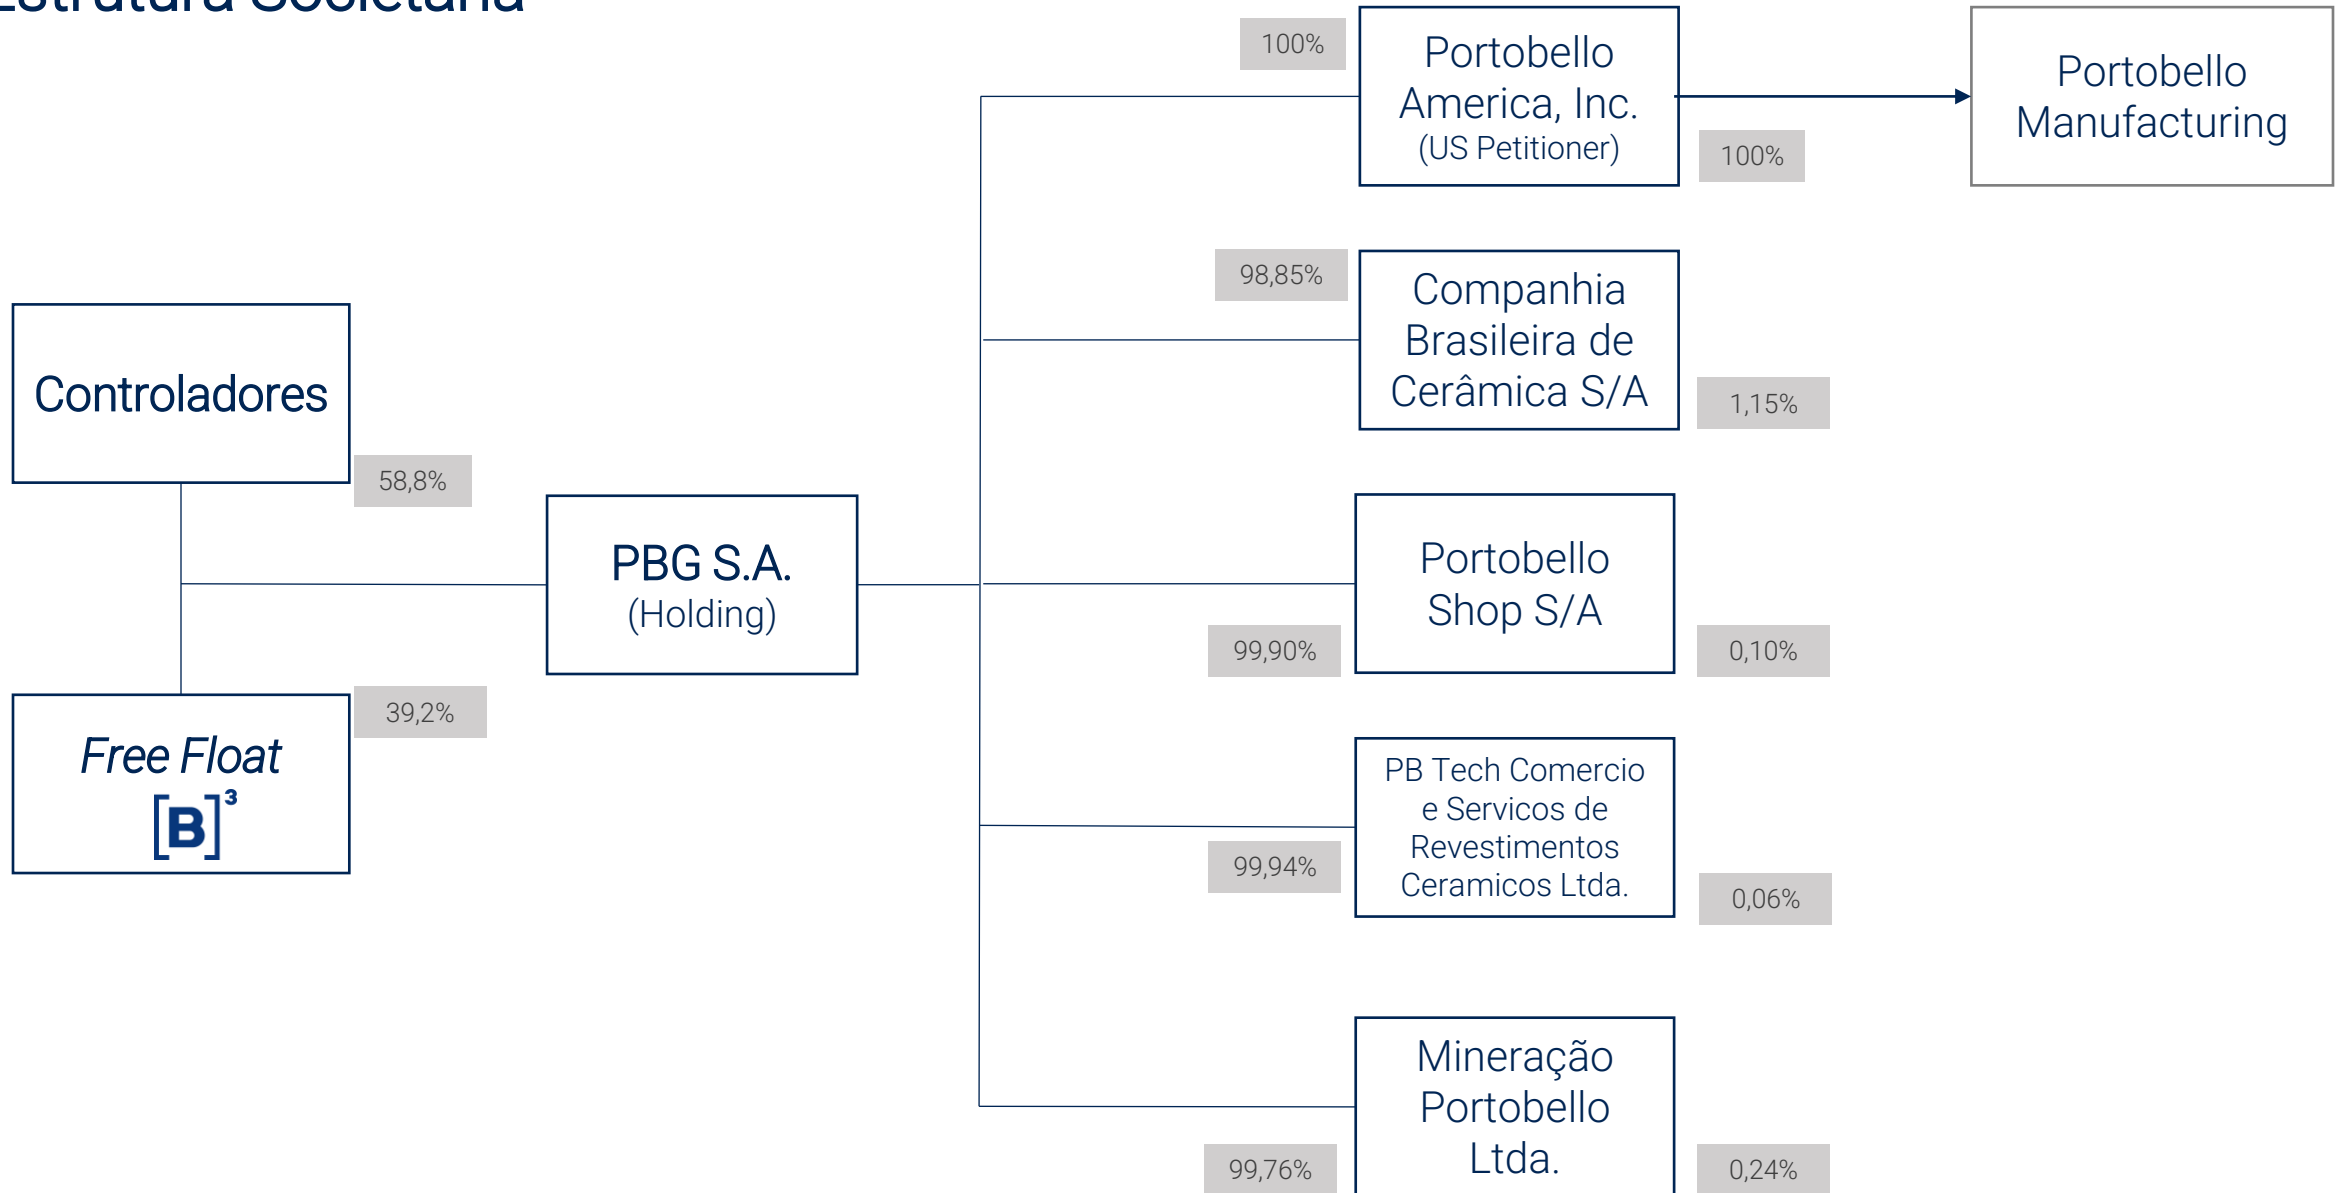 Estrutura Societária
100%
Portobello
America, Inc.
(US Petitioner)
100%
Portobello
Manufacturing
98,85%
Companhia
Brasileira de
Cerâmica S/A
1,15%
Controladores
58,8%
PBG S.A.
(Holding)
39,2%
Free Float
[B]³
Portobello
Shop S/A
99,90%
0,10%
PB Tech Comercio
e Servicos de
Revestimentos
Ceramicos Ltda.
99,94%
0,06%
Mineração
Portobello
Ltda.
99,76%
0,24%